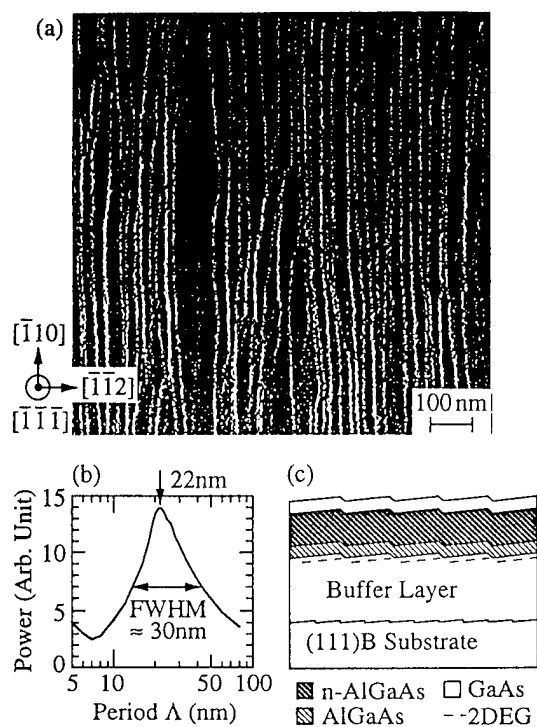 (a)
[1̄10]
[1̄1̄2]
[1̄1̄1̄]
100 nm
(b)
22nm
Power (Arb. Unit)
15
10
5
0
FWHM
≈ 30nm
5 10 50 100
Period Λ (nm)
(c)
Buffer Layer
(111)B Substrate
n-AlGaAs GaAs
AlGaAs --2DEG